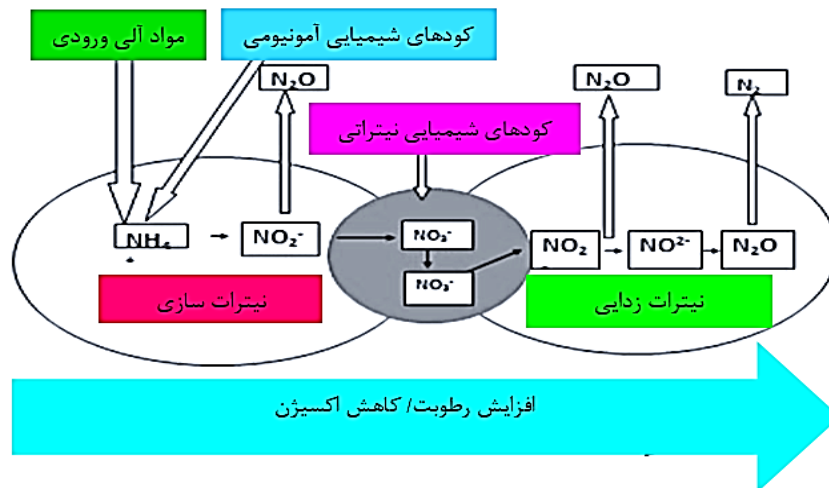 مواد آلی ورودی
کودهای شیمیایی آمونیومی
N₂O
N₂O
N₂
کودهای شیمیایی نیتراتی
NH₄
NO₂⁻
NO₃⁻
NO₃⁻
NO₂
NO²⁻
N₂O
نیترات سازی
نیترات زدایی
افزایش رطوبت/ کاهش اکسیژن